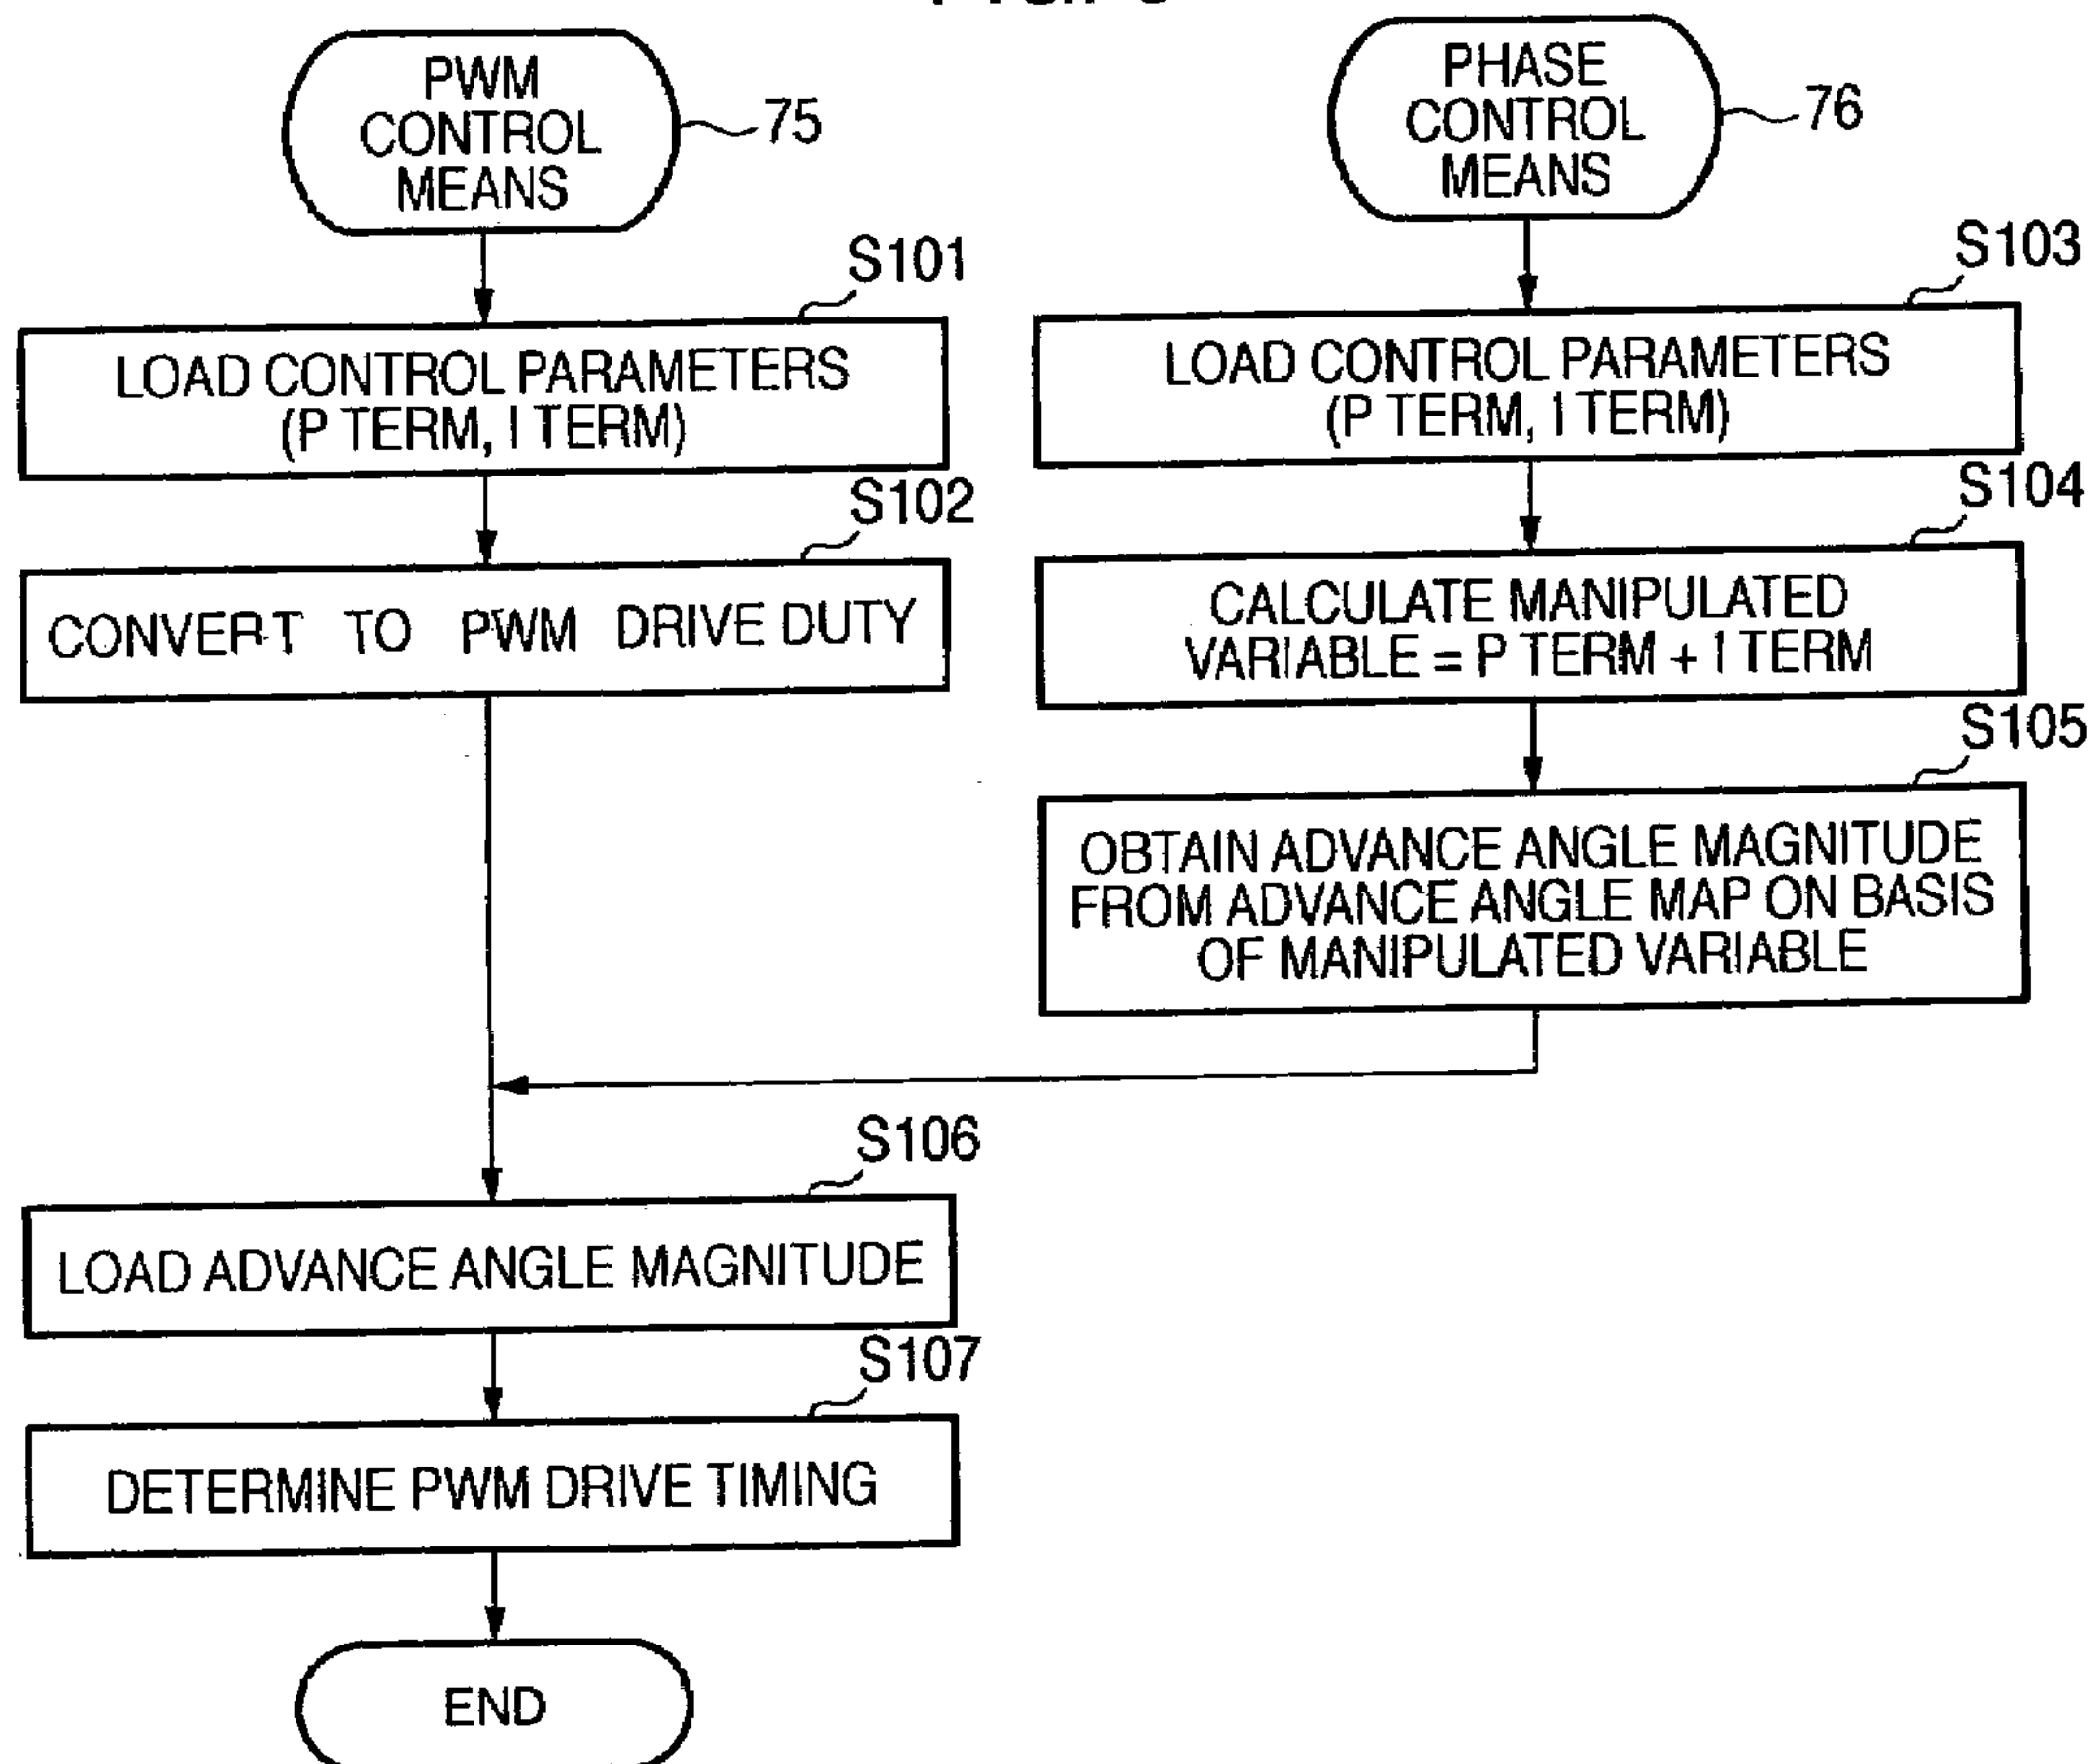 PWM
CONTROL
MEANS
75
S101
LOAD CONTROL PARAMETERS
(P TERM, I TERM)
S102
CONVERT TO PWM DRIVE DUTY
PHASE
CONTROL
MEANS
76
S103
LOAD CONTROL PARAMETERS
(P TERM, I TERM)
S104
CALCULATE MANIPULATED
VARIABLE = P TERM + I TERM
S105
OBTAIN ADVANCE ANGLE MAGNITUDE
FROM ADVANCE ANGLE MAP ON BASIS
OF MANIPULATED VARIABLE
S106
LOAD ADVANCE ANGLE MAGNITUDE
S107
DETERMINE PWM DRIVE TIMING
END